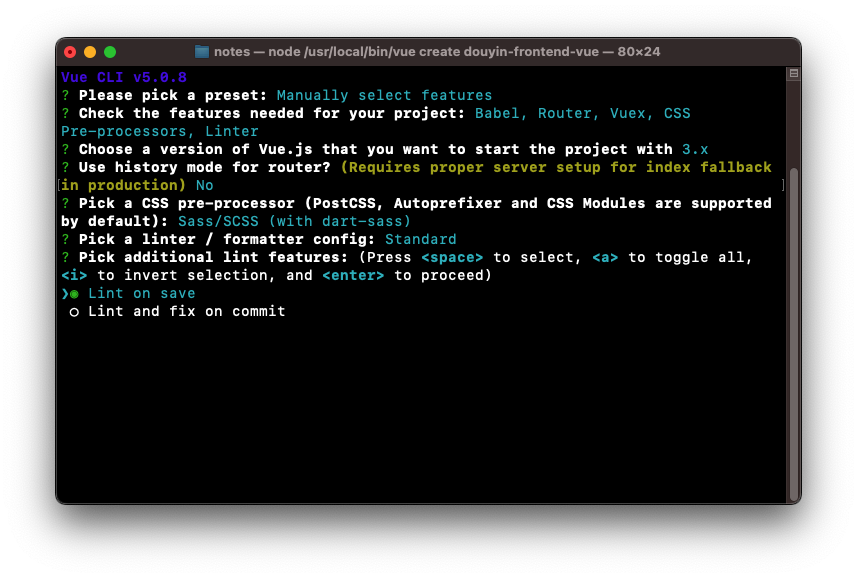 notes — node /usr/local/bin/vue create douyin-frontend-vue — 80×24
Vue CLI v5.0.8
? Please pick a preset: Manually select features
? Check the features needed for your project: Babel, Router, Vuex, CSS
Pre-processors, Linter
? Choose a version of Vue.js that you want to start the project with 3.x
? Use history mode for router? (Requires proper server setup for index fallback
in production) No
? Pick a CSS pre-processor (PostCSS, Autoprefixer and CSS Modules are supported
by default): Sass/SCSS (with dart-sass)
? Pick a linter / formatter config: Standard
? Pick additional lint features: (Press <space> to select, <a> to toggle all,
<i> to invert selection, and <enter> to proceed)
❯◉ Lint on save
◯ Lint and fix on commit